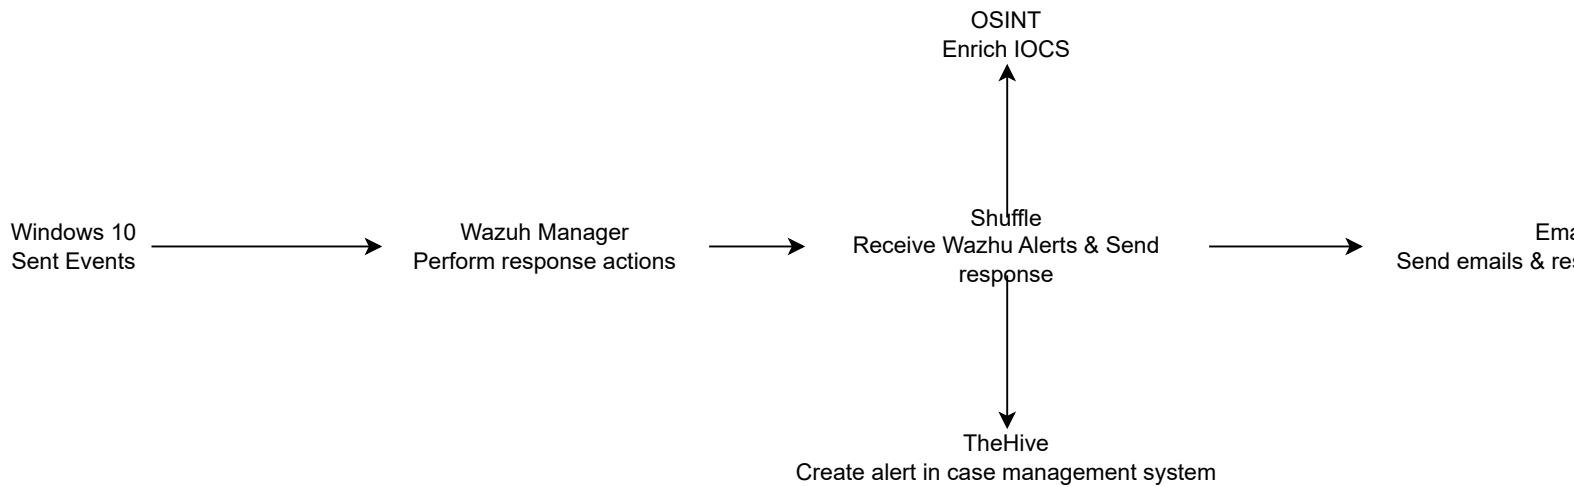 OSINT
Enrich IOCS
Windows 10
Sent Events
Wazuh Manager
Perform response actions
Shuffle
Receive Wazhu Alerts & Send
response
Send emails &
TheHive
Create alert in case management system